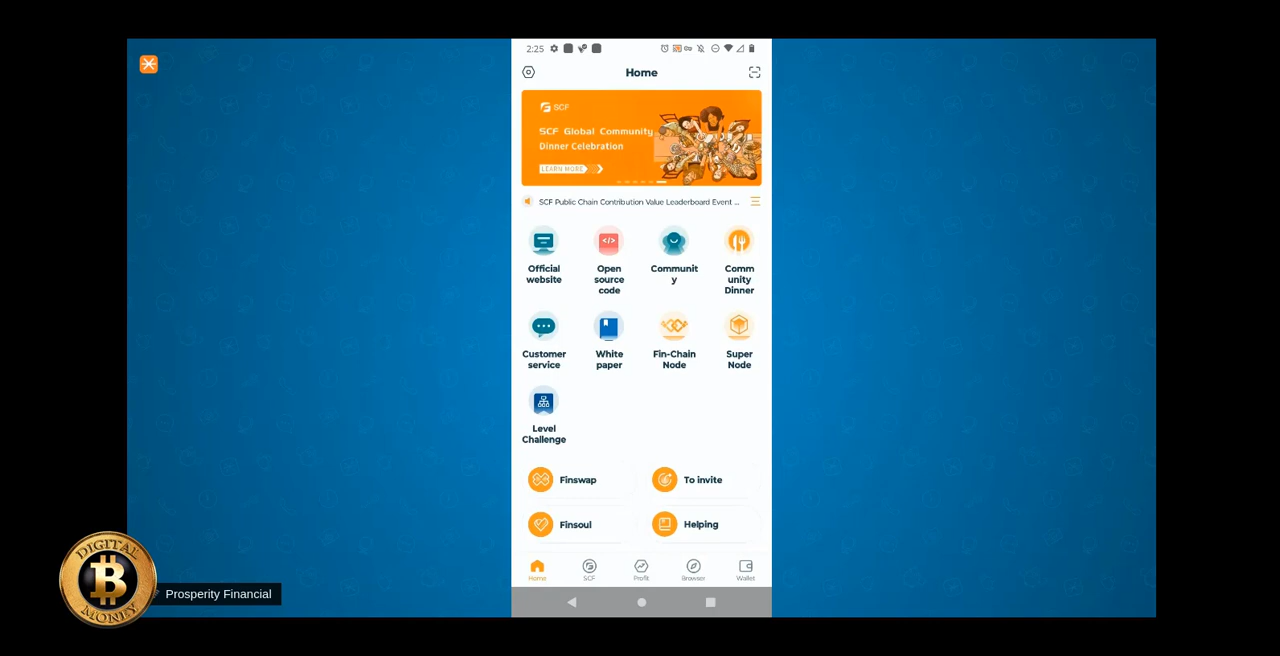 2:25
Home
SCF
SCF Global Community
Dinner Celebration
LEARN MORE
SCF Public Chain Contribution Value Leaderboard Event ...
Official
website
Open
source
code
Communit
y
Comm
unity
Dinner
Customer
service
White
paper
Fin-Chain
Node
Super
Node
Level
Challenge
Finswap
To invite
Finsoul
Helping
Home
SCF
Profit
Browser
Wallet
DIGITAL
MONEY
Prosperity Financial